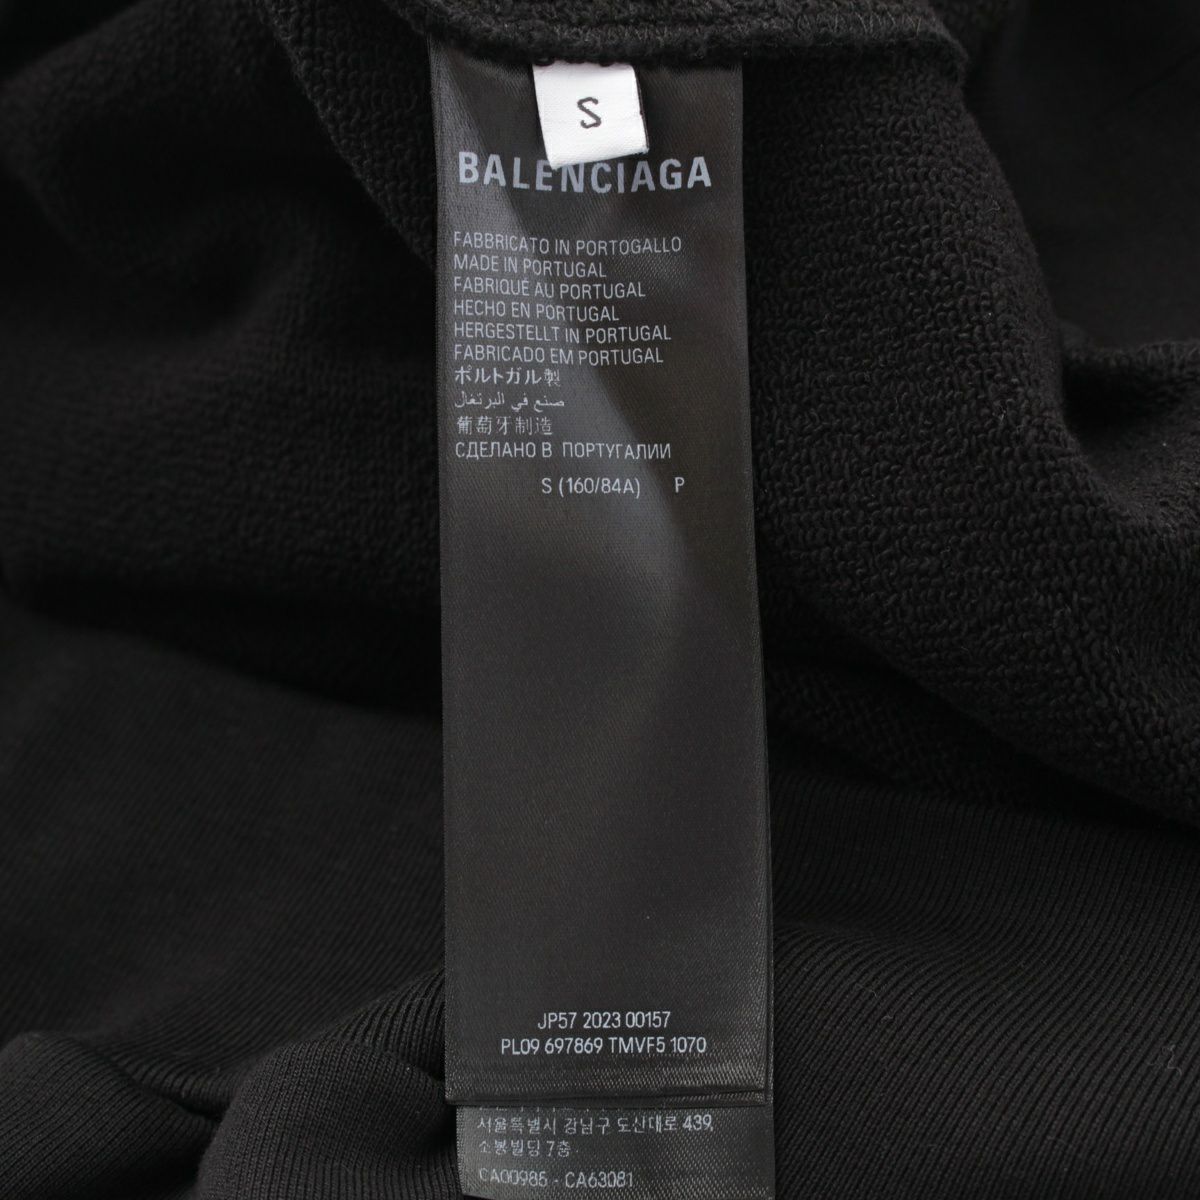 S
BALENCIAGA
FABBRICATO IN PORTOGALLO
MADE IN PORTUGAL
FABRIQUÉ AU PORTUGAL
HECHO EN PORTUGAL
HERGESTELLT IN PORTUGAL
FABRICADO EM PORTUGAL
ポルトガル製
صنع في البرتغال
葡萄牙制造
СДЕЛАНО В ПОРТУГАЛИИ
S (160/84A) P
JP57 2023 00157
PL09 697869 TMVF5 1070
서울특별시 강남구 도산대로 439,
소봉빌딩 7층.
CA00985 - CA63081